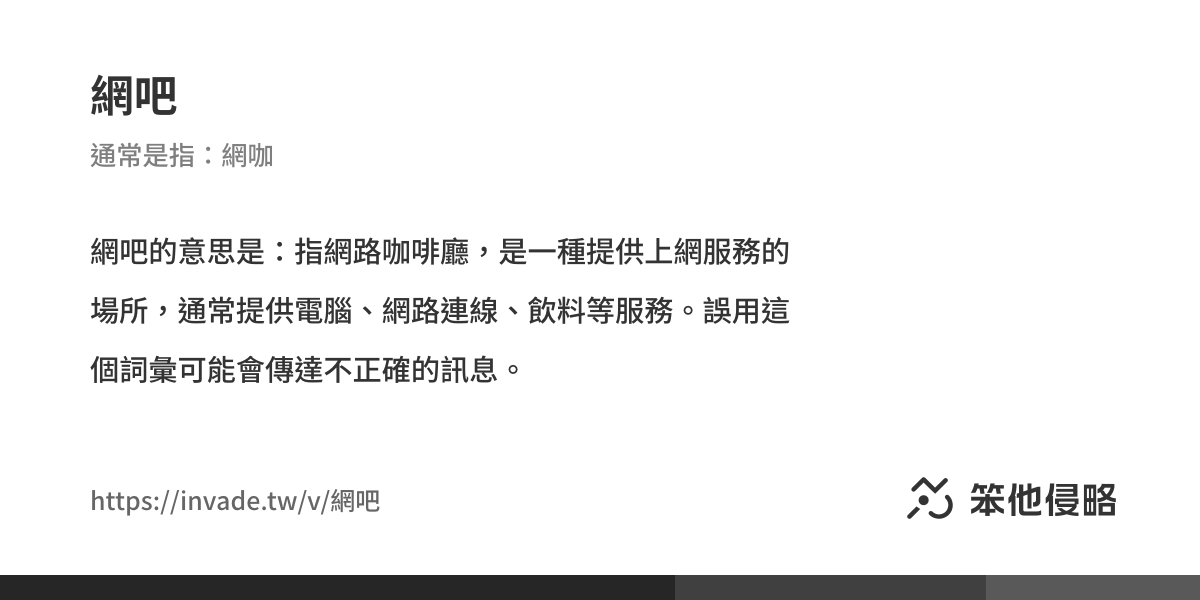 網吧
通常是指：網咖
網吧的意思是：指網路咖啡廳，是一種提供上網服務的
場所，通常提供電腦、網路連線、飲料等服務。誤用這
個詞彙可能會傳達不正確的訊息。
https://invade.tw/v/網吧
笨他侵略